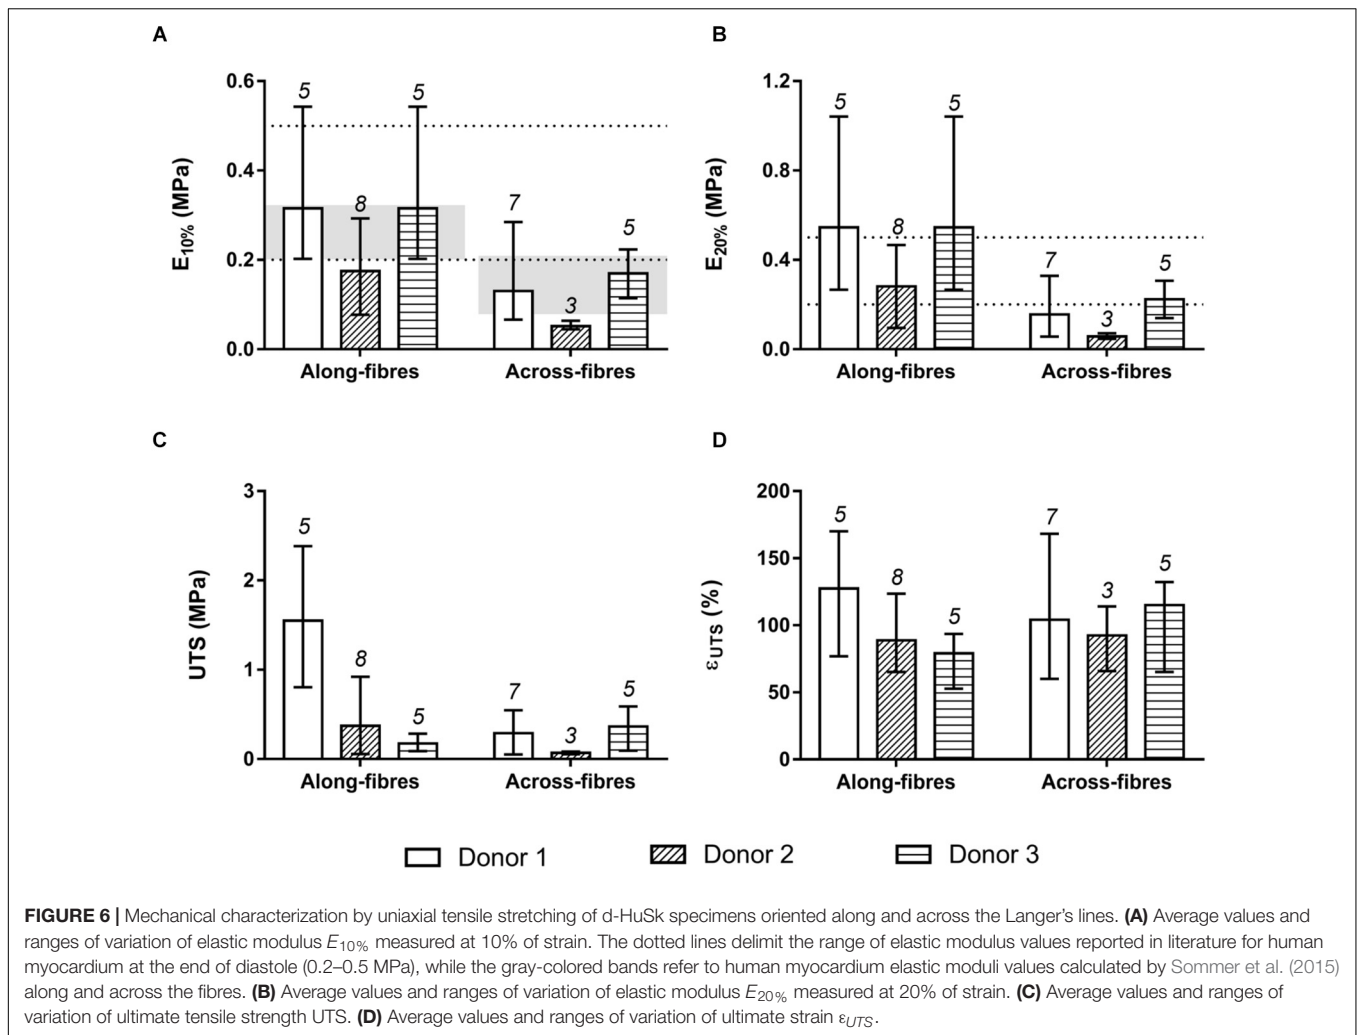 A
E10% (MPa)
0.6
0.4
0.2
0.0
5
8
5
7
3
5
Along-fibres
Across-fibres
B
E20% (MPa)
1.2
0.8
0.4
0.0
5
8
5
7
3
5
Along-fibres
Across-fibres
C
UTS (MPa)
3
2
1
0
5
8
5
7
3
5
Along-fibres
Across-fibres
D
εUTS (%)
200
150
100
50
0
5
8
5
7
3
5
Along-fibres
Across-fibres
Donor 1
Donor 2
Donor 3
FIGURE 6 | Mechanical characterization by uniaxial tensile stretching of d-HuSk specimens oriented along and across the Langer's lines. (A) Average values and
ranges of variation of elastic modulus E10% measured at 10% of strain. The dotted lines delimit the range of elastic modulus values reported in literature for human
myocardium at the end of diastole (0.2–0.5 MPa), while the gray-colored bands refer to human myocardium elastic moduli values calculated by Sommer et al. (2015)
along and across the fibres. (B) Average values and ranges of variation of elastic modulus E20% measured at 20% of strain. (C) Average values and ranges of
variation of ultimate tensile strength UTS. (D) Average values and ranges of variation of ultimate strain εUTS.